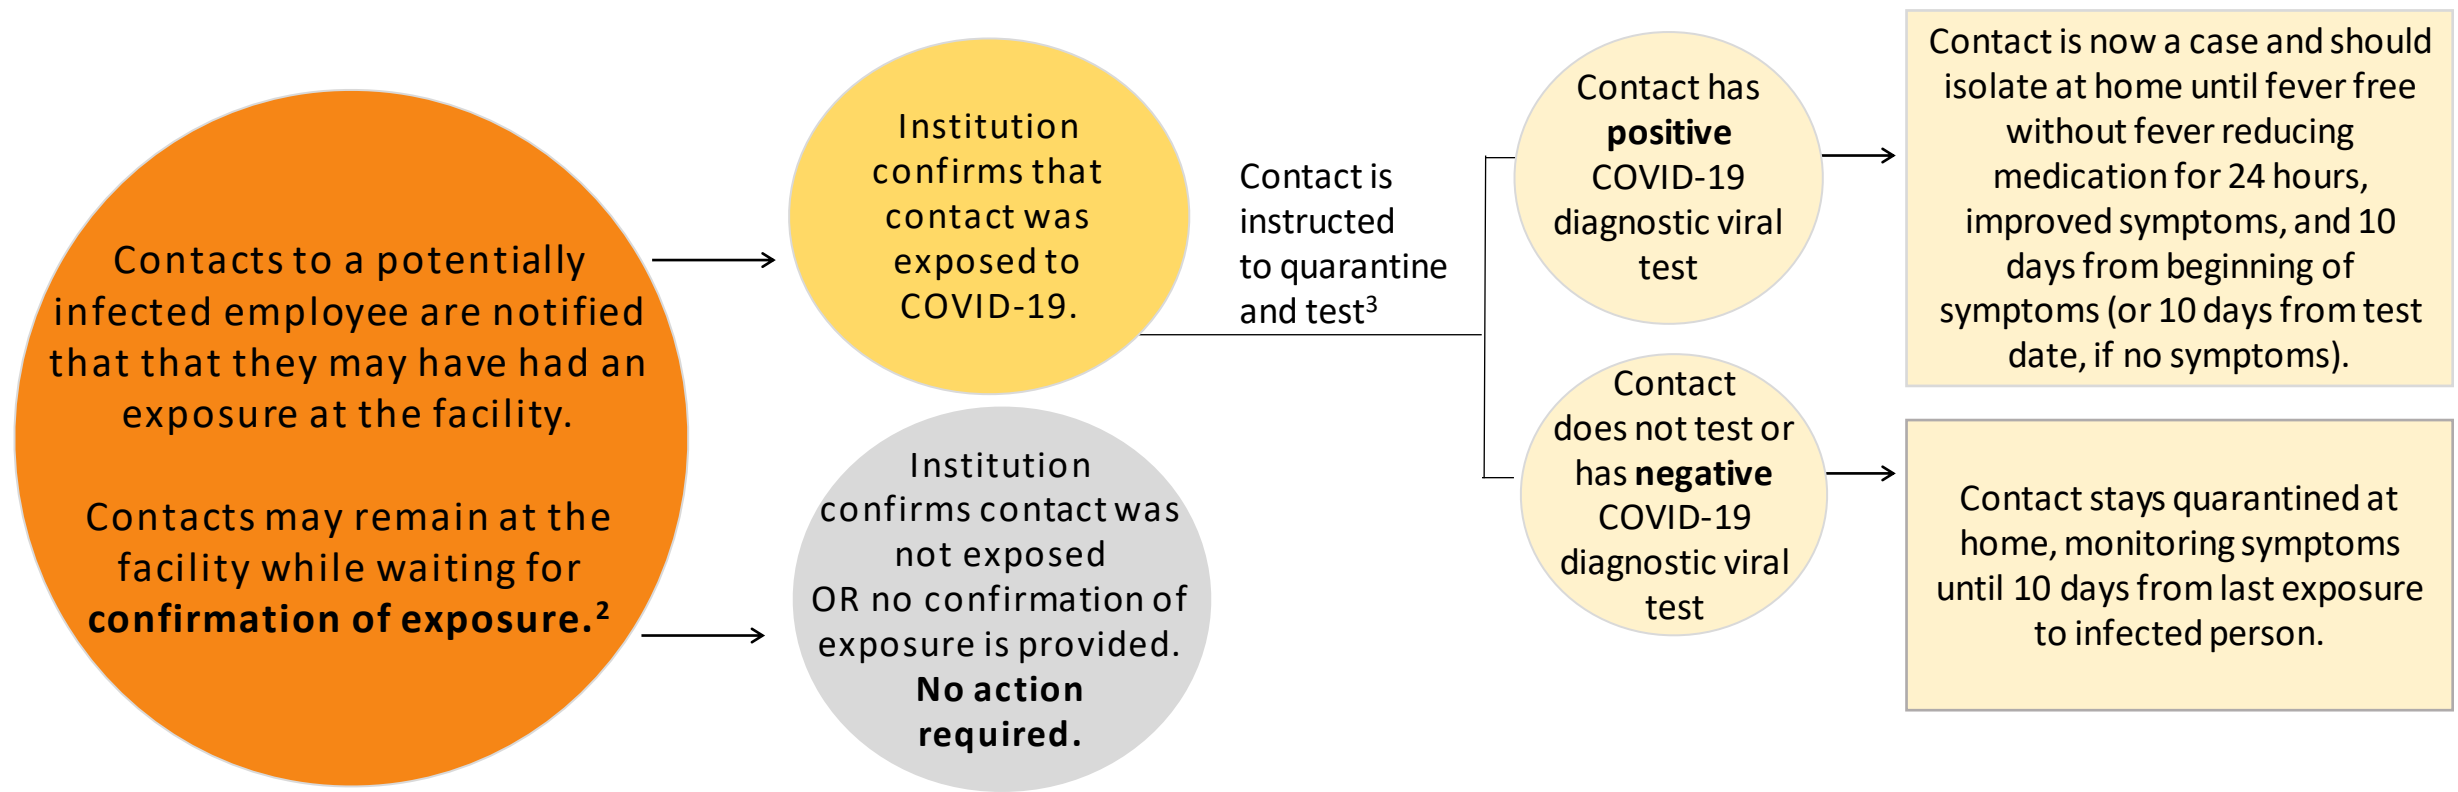 Contacts to a potentially
infected employee are notified
that that they may have had an
exposure at the facility.
Contacts may remain at the
facility while waiting for
confirmation of exposure.²
Institution
confirms that
contact was
exposed to
COVID-19.
Institution
confirms contact was
not exposed
OR no confirmation of
exposure is provided.
No action
required.
Contact is
instructed
to quarantine
and test³
Contact has
positive
COVID-19
diagnostic viral
test
Contact is now a case and should
isolate at home until fever free
without fever reducing
medication for 24 hours,
improved symptoms, and 10
days from beginning of
symptoms (or 10 days from test
date, if no symptoms).
Contact
does not test or
has negative
COVID-19
diagnostic viral
test
Contact stays quarantined at
home, monitoring symptoms
until 10 days from last exposure
to infected person.